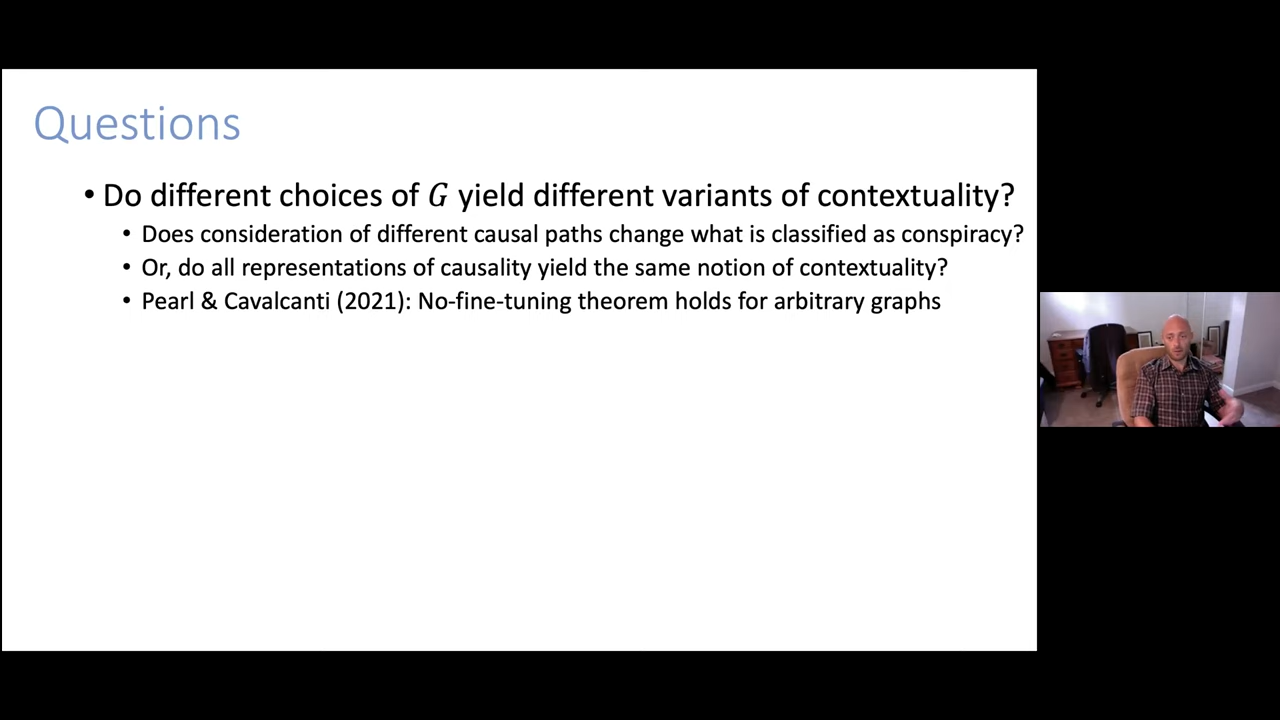 Questions
• Do different choices of G yield different variants of contextuality?
• Does consideration of different causal paths change what is classified as conspiracy?
• Or, do all representations of causality yield the same notion of contextuality?
• Pearl & Cavalcanti (2021): No-fine-tuning theorem holds for arbitrary graphs